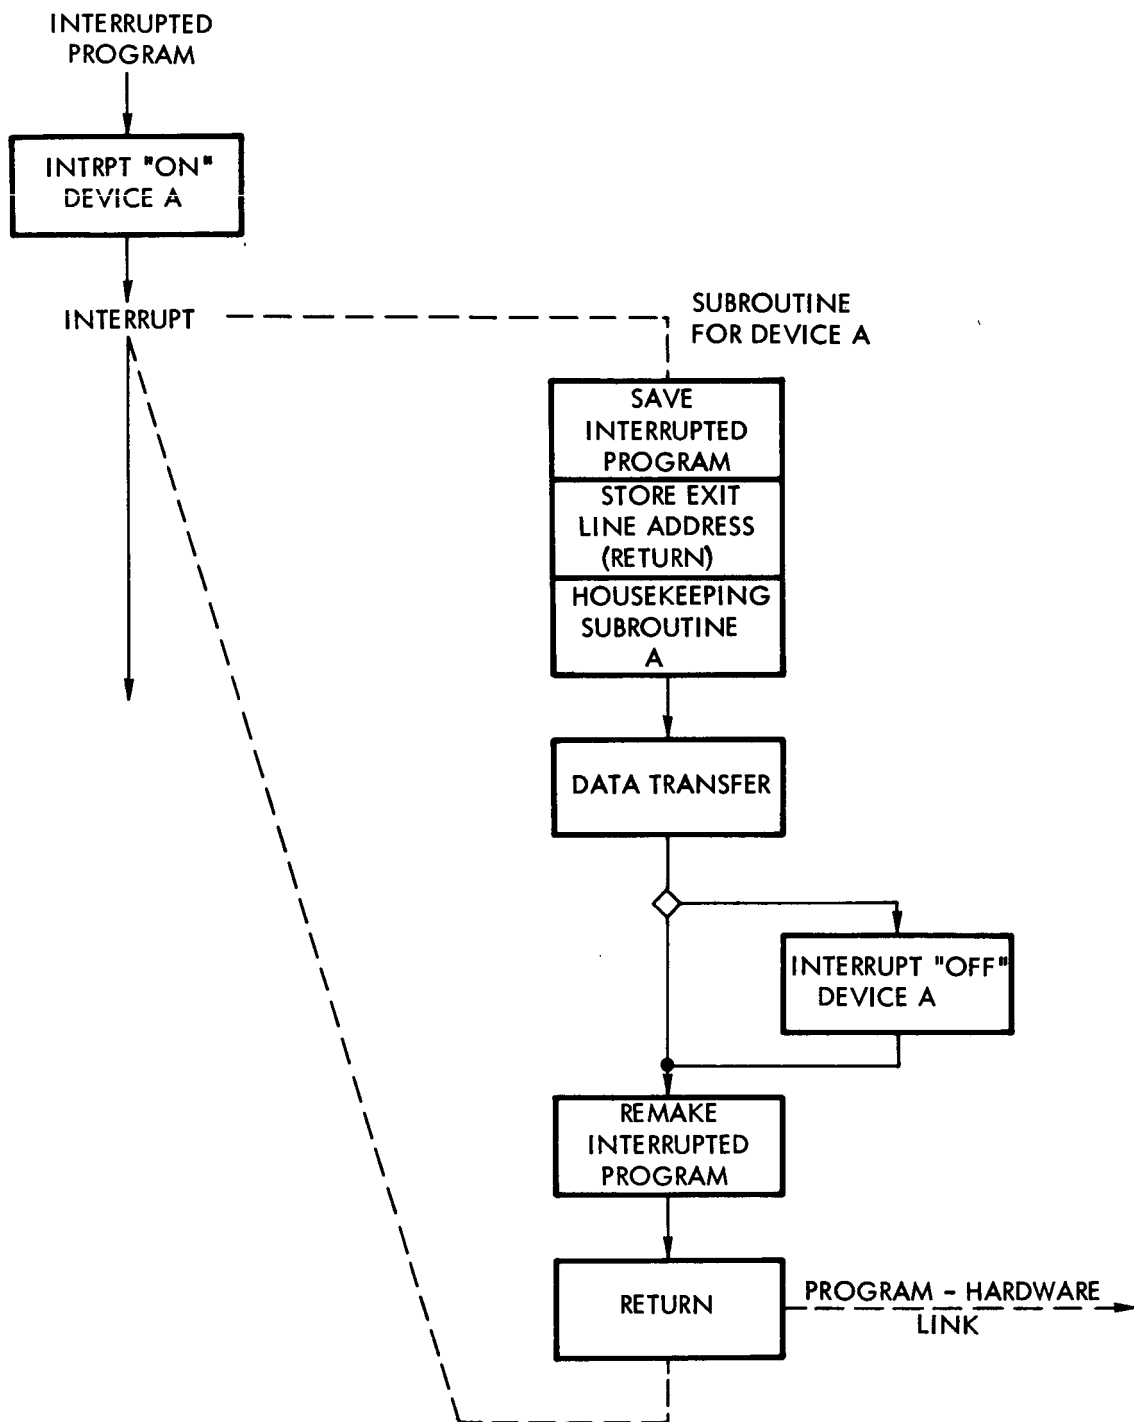 INTERRUPTED
PROGRAM
INTRPT "ON"
DEVICE A
INTERRUPT
SUBROUTINE
FOR DEVICE A
SAVE
INTERRUPTED
PROGRAM
STORE EXIT
LINE ADDRESS
(RETURN)
HOUSEKEEPING
SUBROUTINE
A
DATA TRANSFER
INTERRUPT "OFF"
DEVICE A
REMAKE
INTERRUPTED
PROGRAM
RETURN
PROGRAM - HARDWARE
LINK